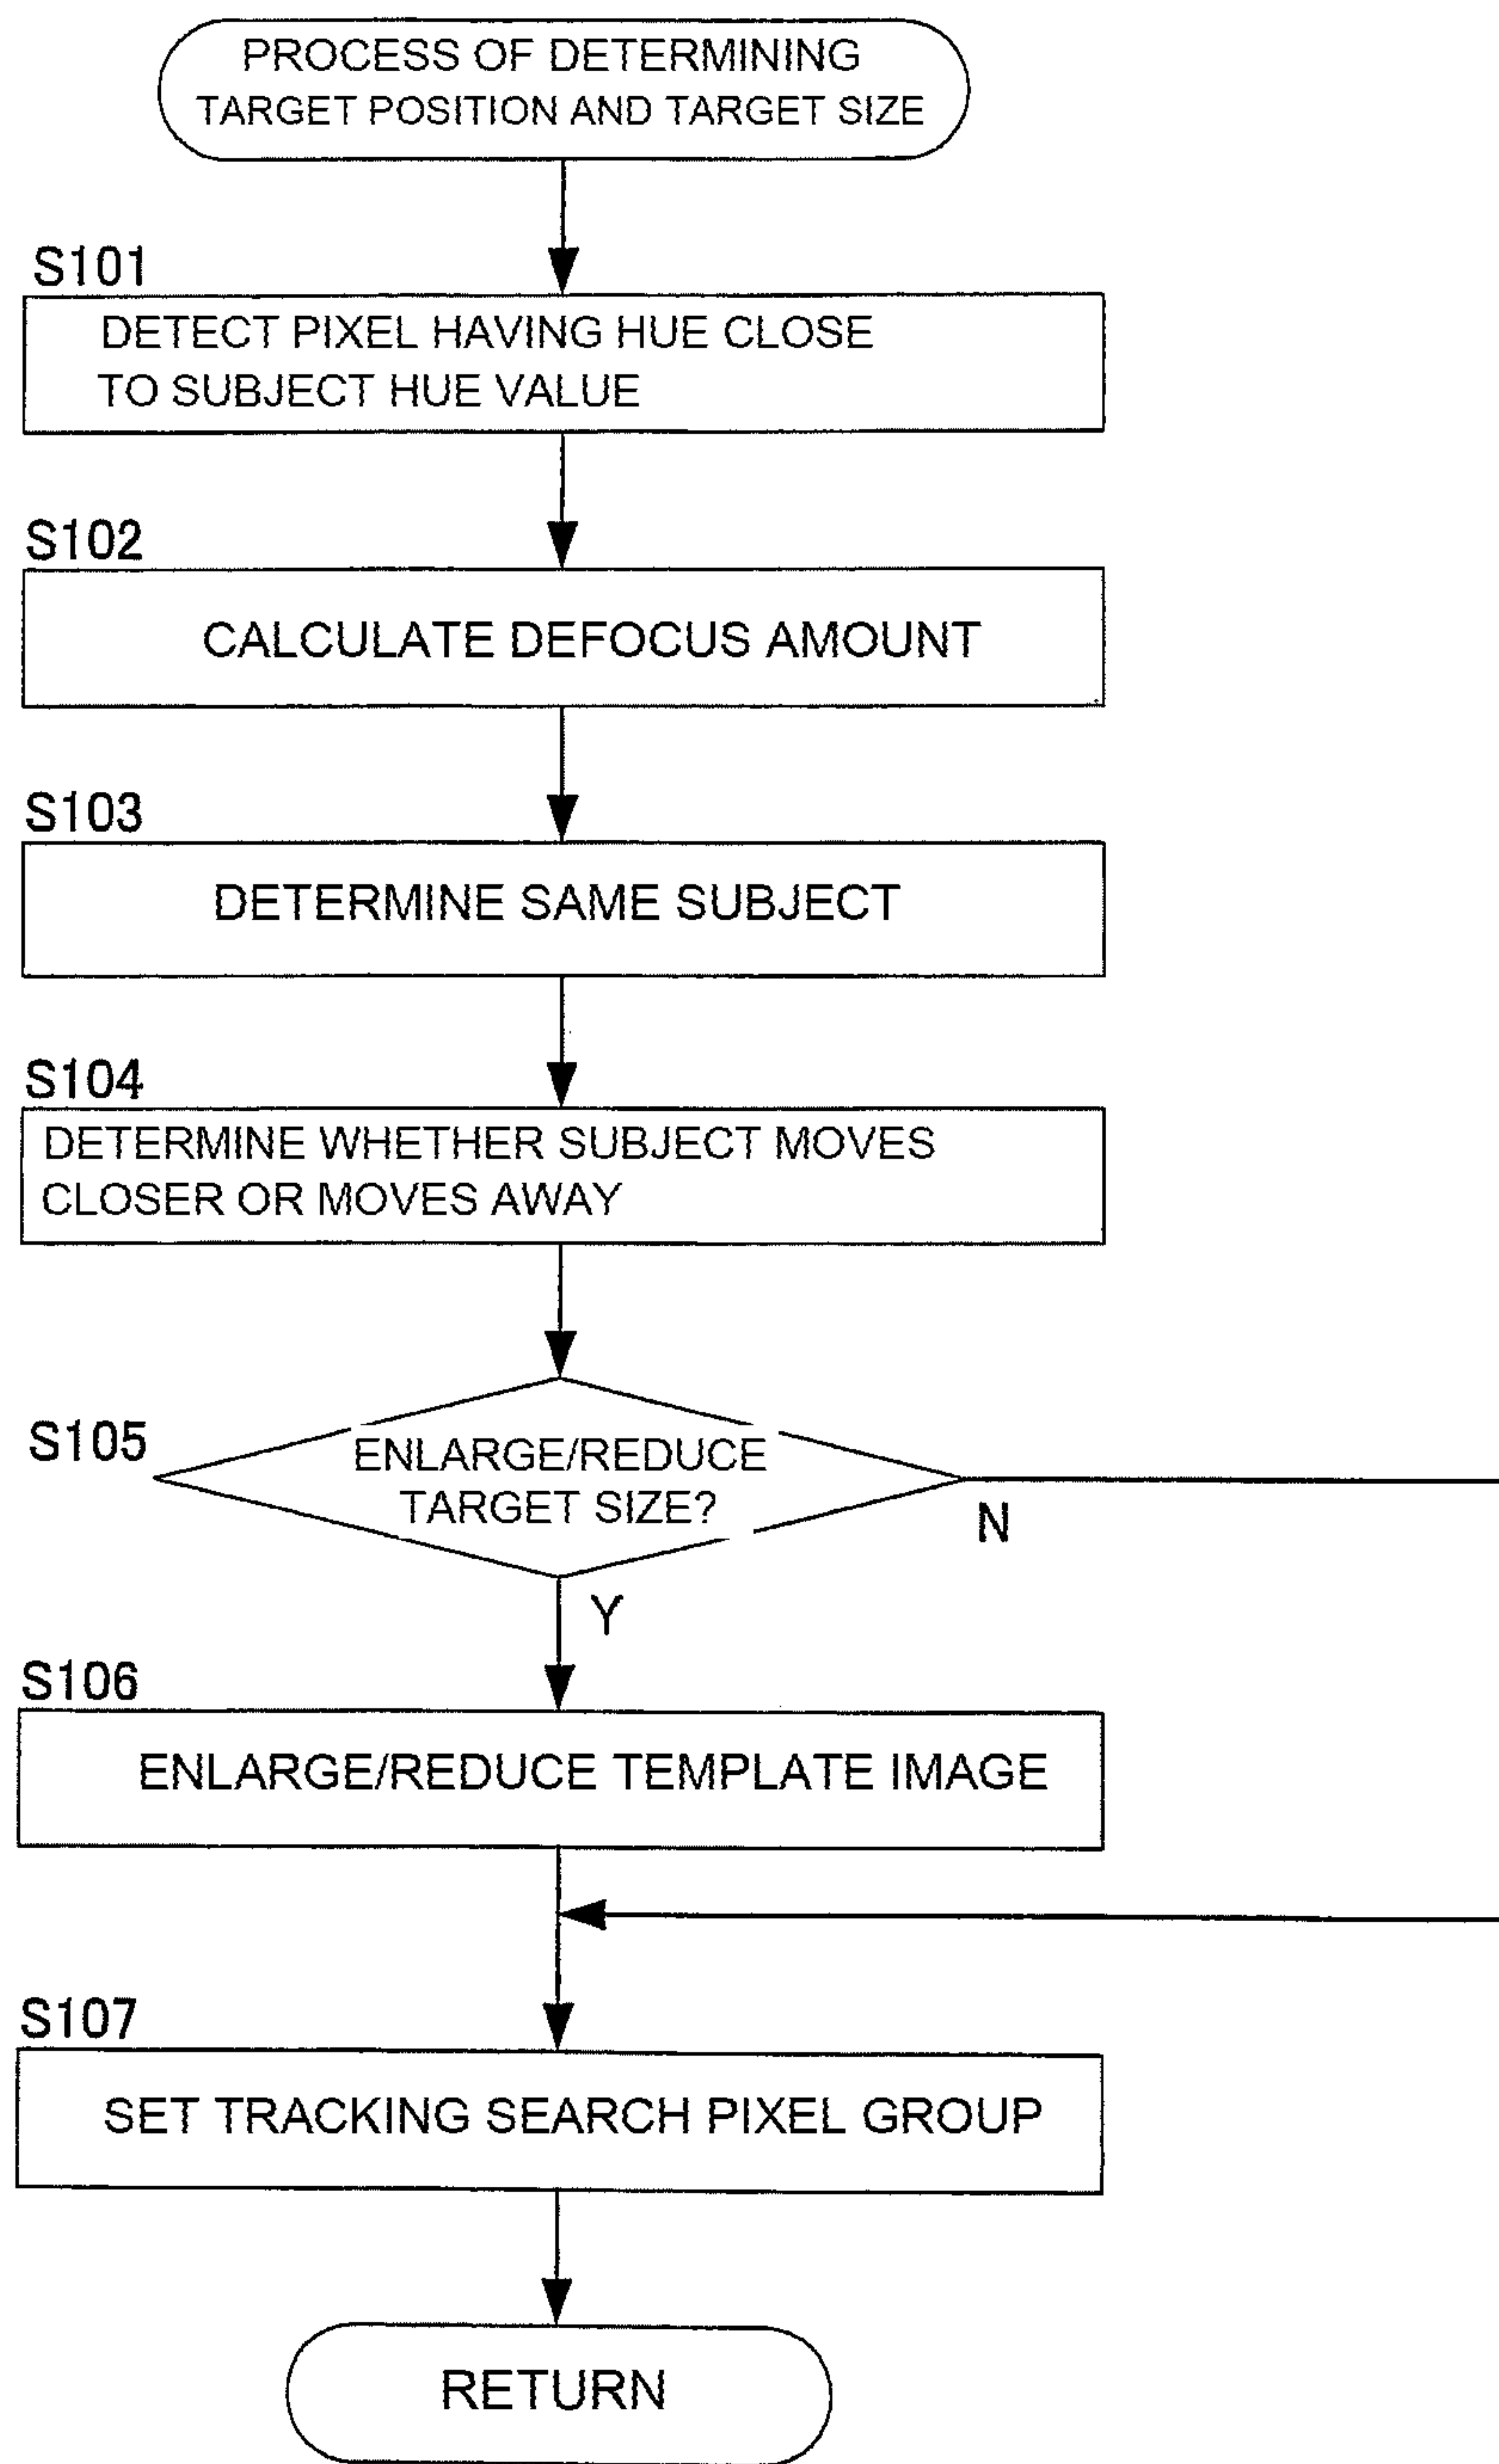 PROCESS OF DETERMINING
TARGET POSITION AND TARGET SIZE
S101
DETECT PIXEL HAVING HUE CLOSE
TO SUBJECT HUE VALUE
S102
CALCULATE DEFOCUS AMOUNT
S103
DETERMINE SAME SUBJECT
S104
DETERMINE WHETHER SUBJECT MOVES
CLOSER OR MOVES AWAY
S105
ENLARGE/REDUCE
TARGET SIZE?
N
Y
S106
ENLARGE/REDUCE TEMPLATE IMAGE
S107
SET TRACKING SEARCH PIXEL GROUP
RETURN